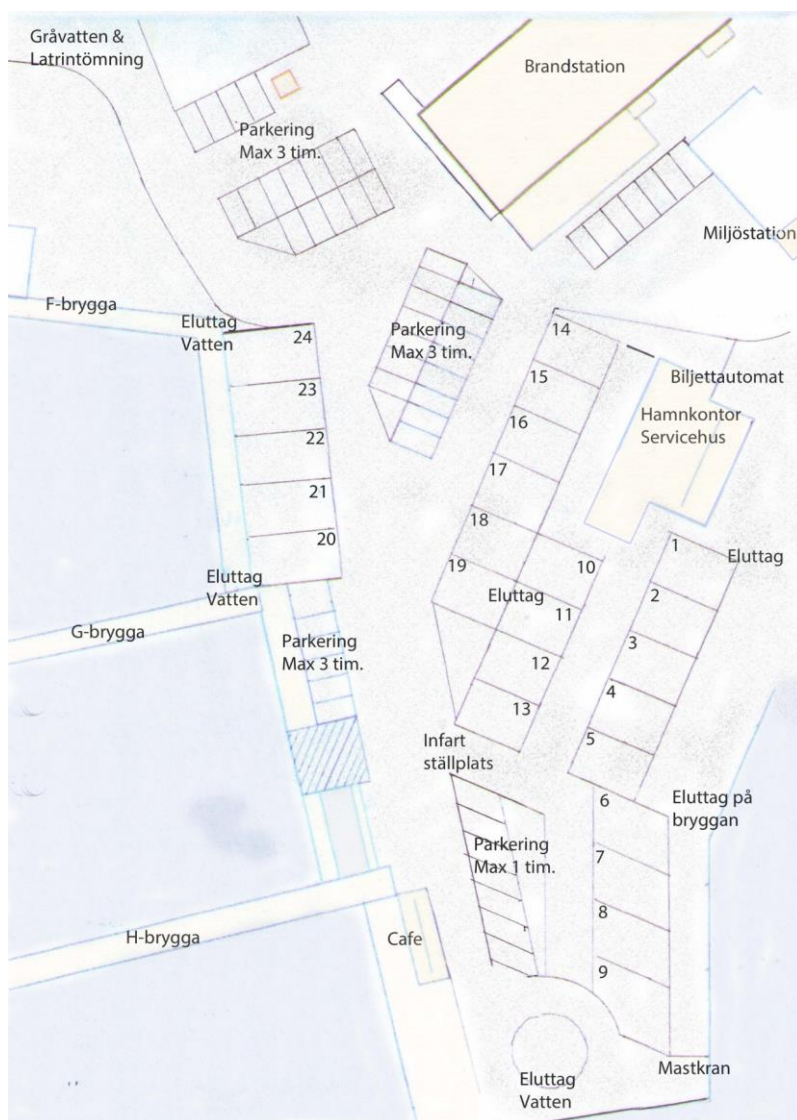 Gråvatten &
Latrintömning
Brandstation
Parkering
Max 3 tim.
Miljöstation
F-brygga
Eluttag
Vatten
24
23
22
21
20
Parkering
Max 3 tim.
14
15
16
17
18
19
Biljettautomat
Hamnkontor
Servicehus
1
Eluttag
2
3
4
5
10
Eluttag
11
12
13
Eluttag
Vatten
G-brygga
Parkering
Max 3 tim.
Infart
ställplats
6
7
8
9
Eluttag på
bryggan
Parkering
Max 1 tim.
H-brygga
Cafe
Eluttag
Vatten
Mastkran